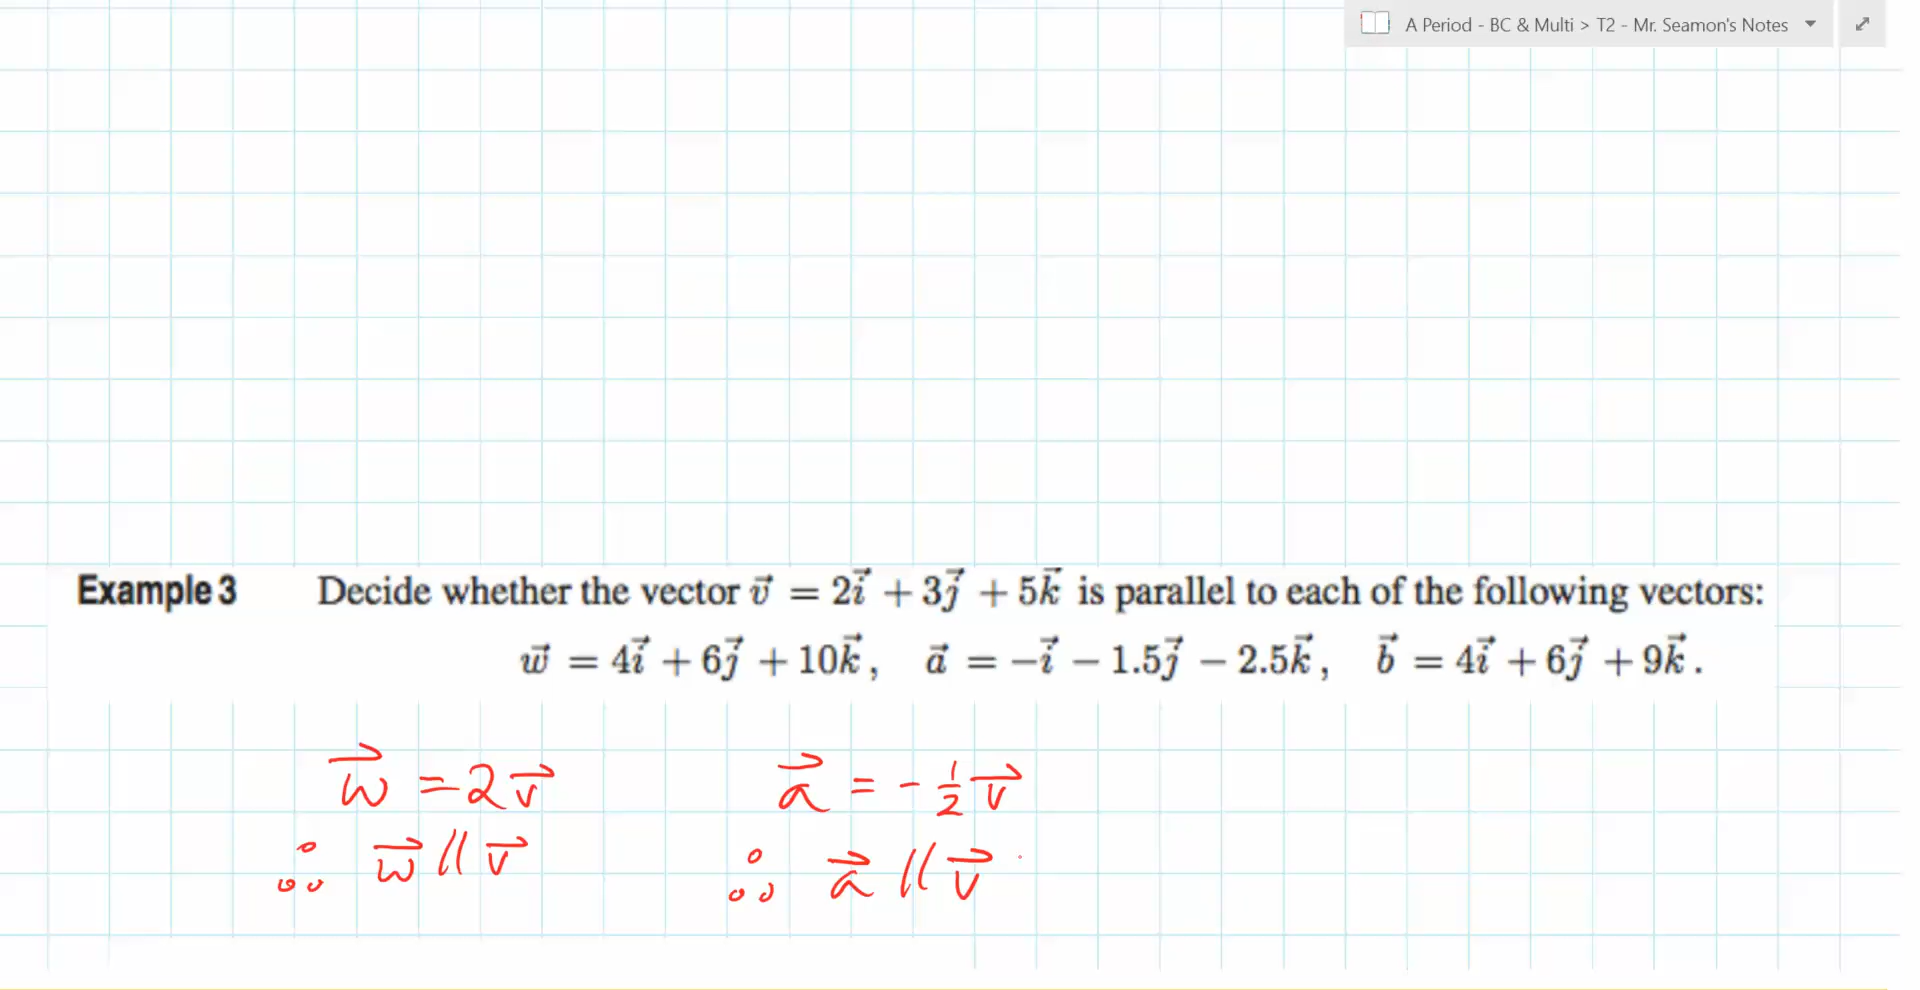 A Period - BC & Multi > T2 - Mr. Seamon's Notes
Example 3 Decide whether the vector v⃗ = 2i⃗ + 3j⃗ + 5k⃗ is parallel to each of the following vectors:
w⃗ = 4i⃗ + 6j⃗ + 10k⃗, a⃗ = −i⃗ − 1.5j⃗ − 2.5k⃗, b⃗ = 4i⃗ + 6j⃗ + 9k⃗.
w⃗ = 2v⃗ a⃗ = -½v⃗
∴ w⃗ // v⃗ ∴ a⃗ // v⃗